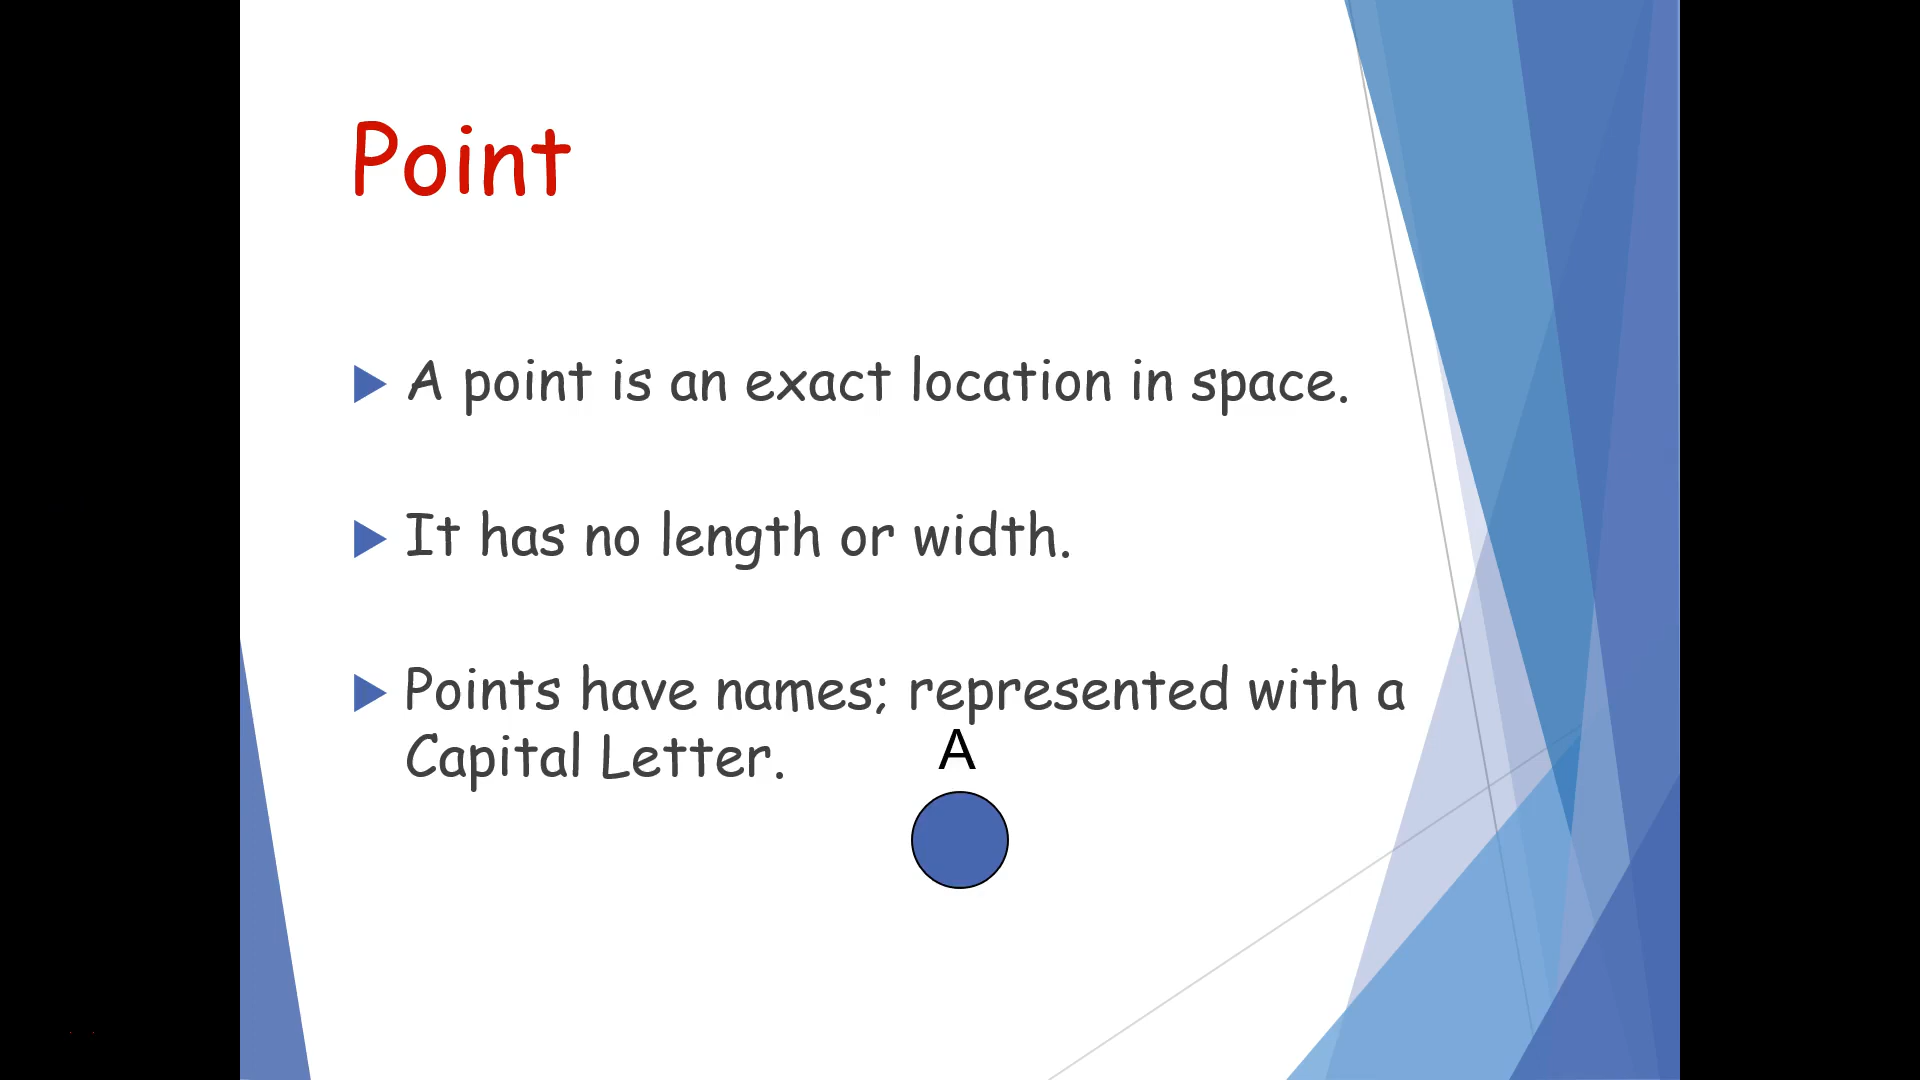 Point
A point is an exact location in space.
It has no length or width.
Points have names; represented with a
Capital Letter.
A